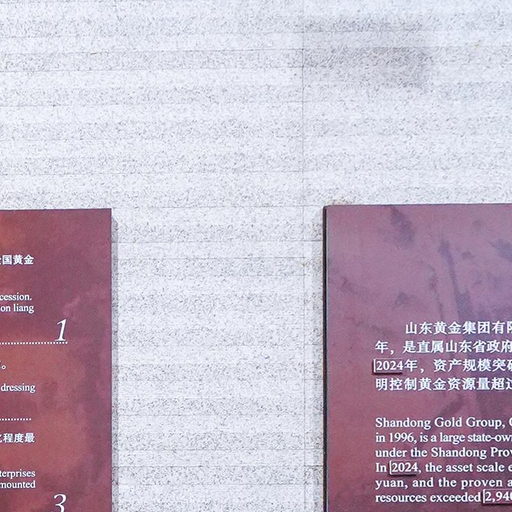 全国黄金
cession.
on liang
1
。
dressing
化程度最
terprises
mounted
3
山东黄金集团有限
年，是直属山东省政府
2024年，资产规模突破
明控制黄金资源量超过
Shandong Gold Group, C
in 1996, is a large state-own
under the Shandong Prov
In 2024, the asset scale e
yuan, and the proven a
resources exceeded 2,940